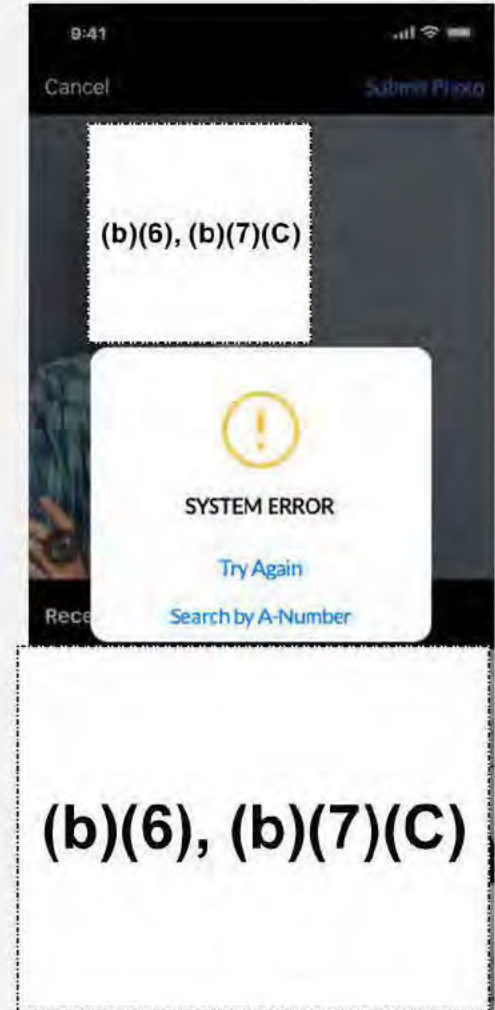 9:41
Cancel Submit Photo
(b)(6), (b)(7)(C)
SYSTEM ERROR
Try Again
Rece
Search by A-Number
(b)(6), (b)(7)(C)